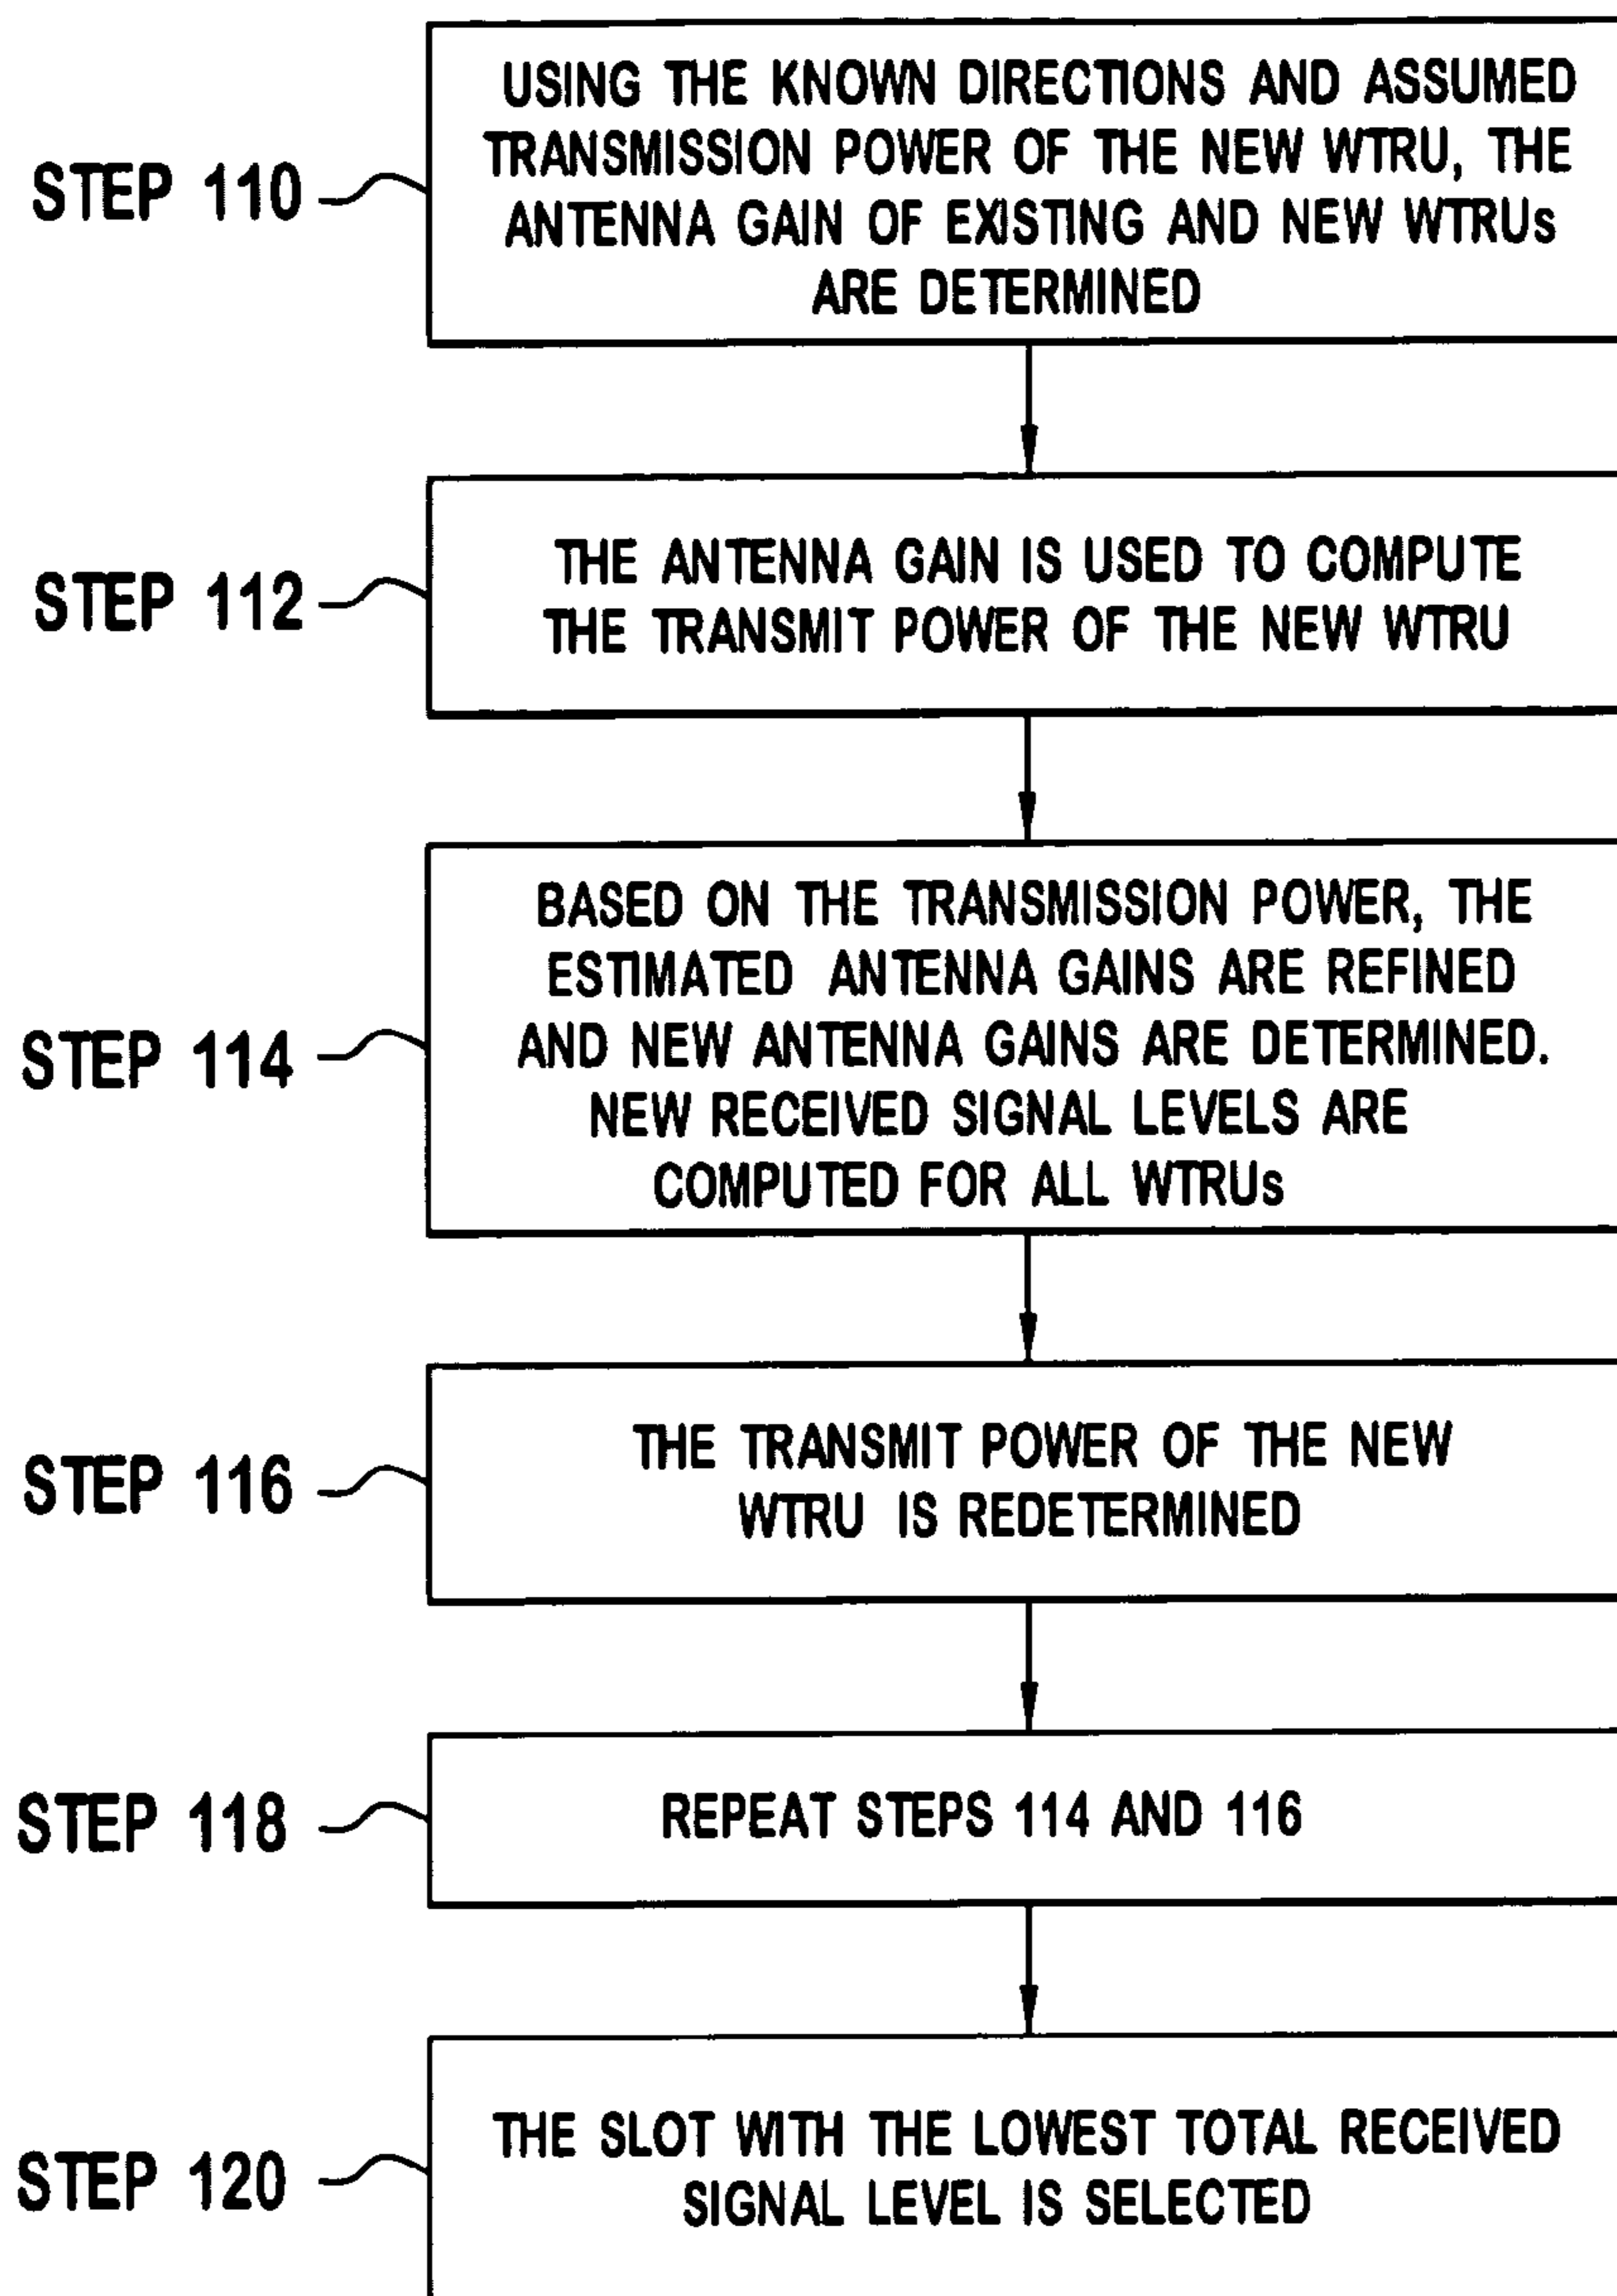 STEP 110
USING THE KNOWN DIRECTIONS AND ASSUMED
TRANSMISSION POWER OF THE NEW WTRU, THE
ANTENNA GAIN OF EXISTING AND NEW WTRUs
ARE DETERMINED
STEP 112
THE ANTENNA GAIN IS USED TO COMPUTE
THE TRANSMIT POWER OF THE NEW WTRU
STEP 114
BASED ON THE TRANSMISSION POWER, THE
ESTIMATED ANTENNA GAINS ARE REFINED
AND NEW ANTENNA GAINS ARE DETERMINED.
NEW RECEIVED SIGNAL LEVELS ARE
COMPUTED FOR ALL WTRUs
STEP 116
THE TRANSMIT POWER OF THE NEW
WTRU IS REDETERMINED
STEP 118
REPEAT STEPS 114 AND 116
STEP 120
THE SLOT WITH THE LOWEST TOTAL RECEIVED
SIGNAL LEVEL IS SELECTED